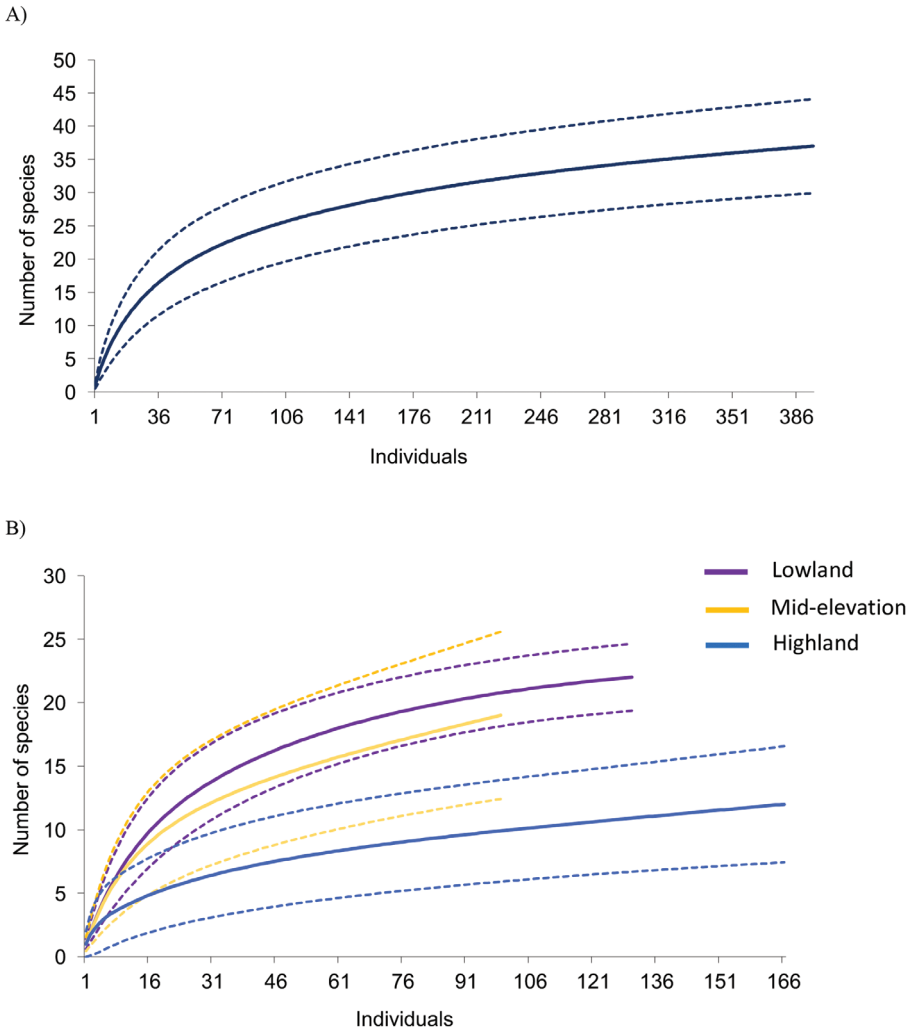 A)
50
45
40
35
30
25
20
15
10
5
0
Number of species
1 36 71 106 141 176 211 246 281 316 351 386
Individuals
B)
30
25
20
15
10
5
0
Number of species
Lowland
Mid-elevation
Highland
1 16 31 46 61 76 91 106 121 136 151 166
Individuals